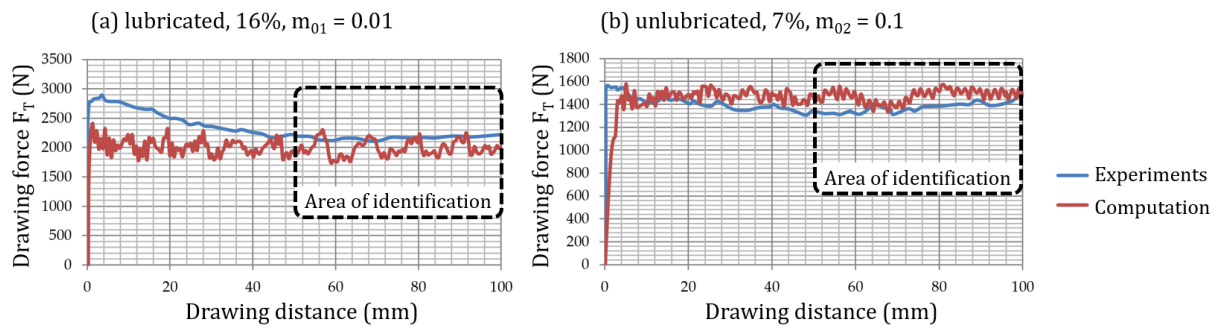 (a) lubricated, 16%, m01 = 0.01
Drawing force FT (N)
3500
3000
2500
2000
1500
1000
500
0
Area of identification
0 20 40 60 80 100
Drawing distance (mm)
(b) unlubricated, 7%, m02 = 0.1
Drawing force FT (N)
1800
1600
1400
1200
1000
800
600
400
200
0
Area of identification
0 20 40 60 80 100
Drawing distance (mm)
Experiments
Computation